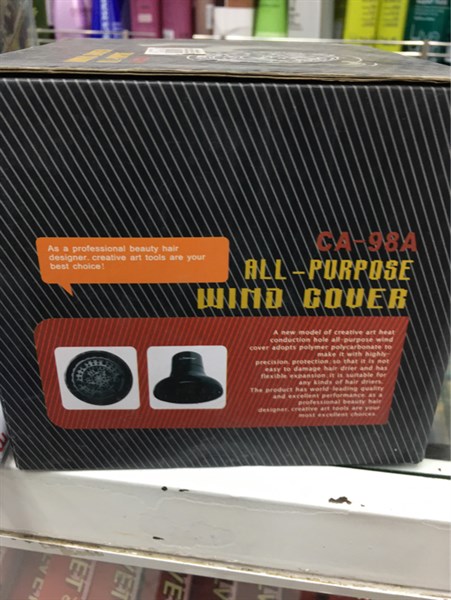 As a professional beauty hair
designer. creative art tools are your
best choice!
CA-98A
ALL-PURPOSE
WIND COVER
A new model of creative art heat
conduction hole all-purpose wind
cover adopts polymer polycarbonate to
make it with highly-
precision protection, so that it is not
easy to damage hair drier and has
flexible expansion. It is suitable for
any kinds of hair driers.
The product has world leading quality
and excellent performance. as a
professional beauty hair
designer. creative art tools are your
most excellent choice.